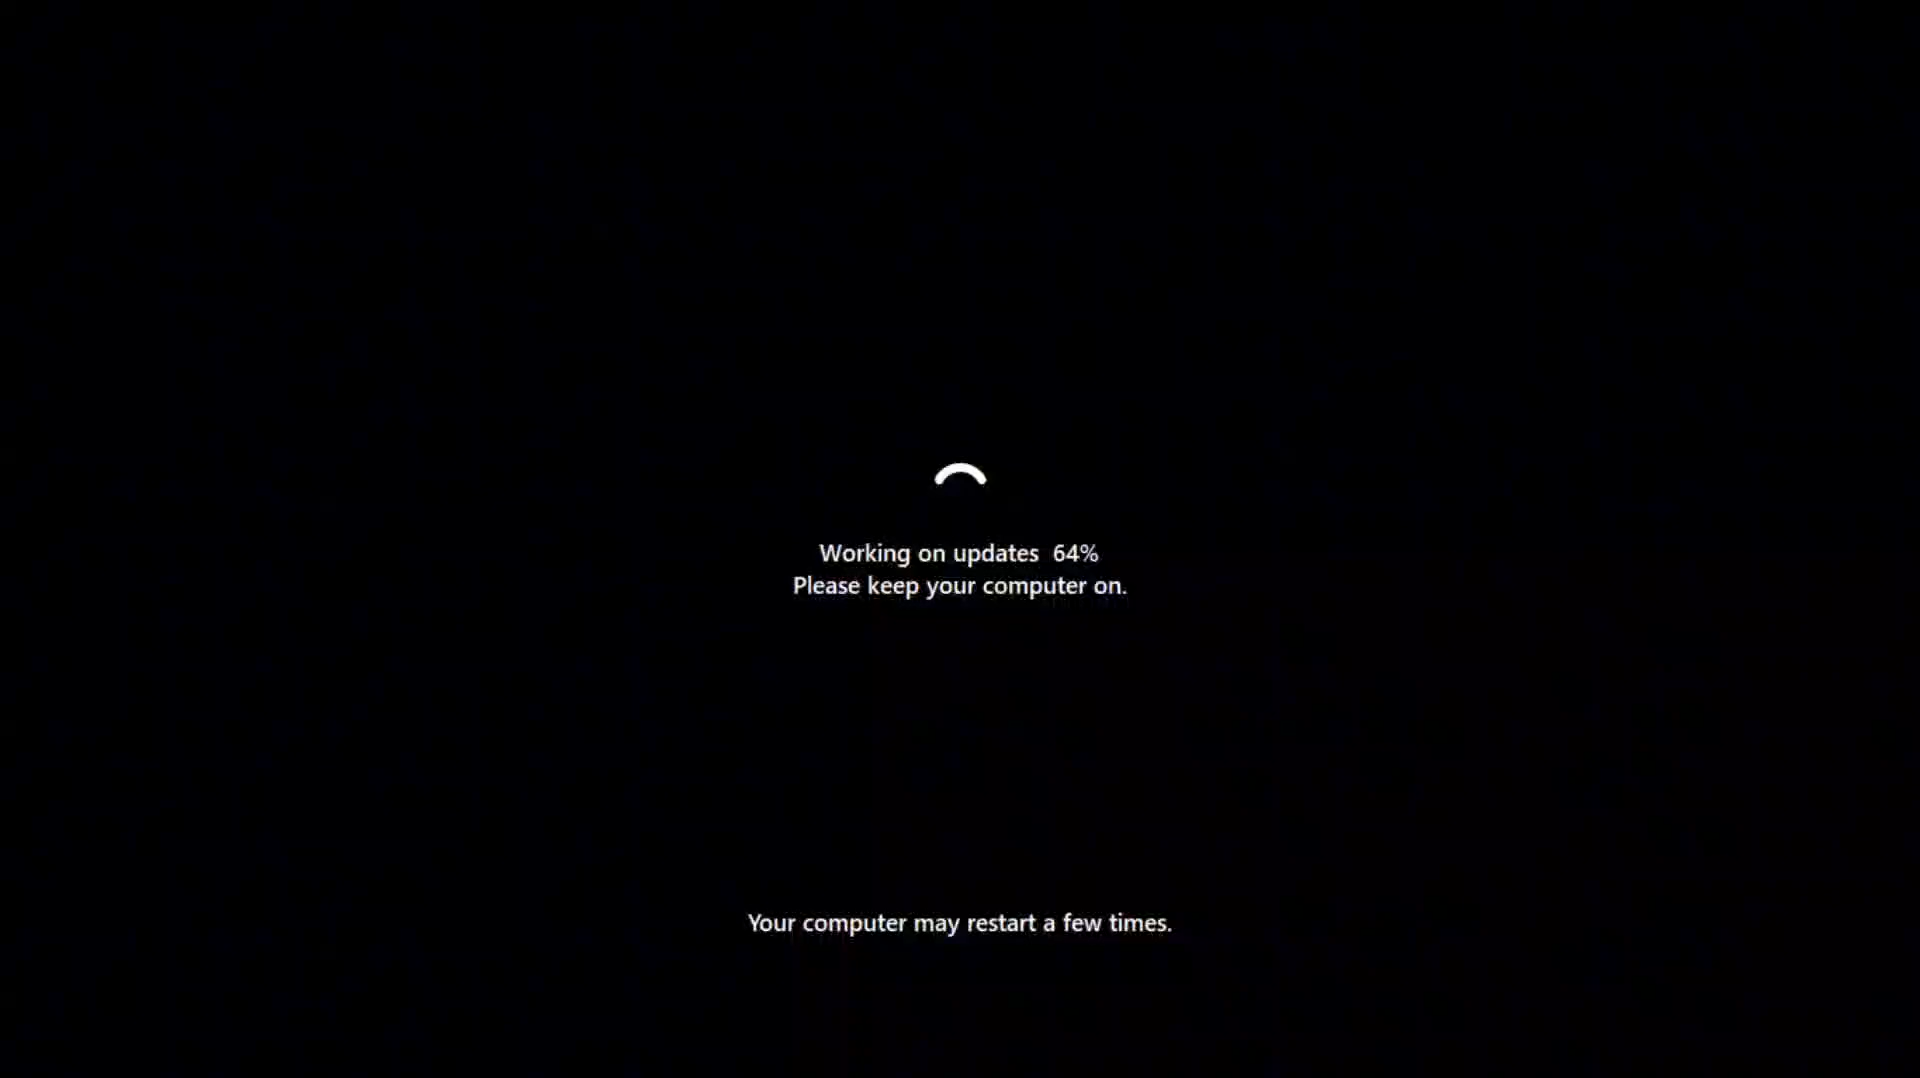 Working on updates 64%
Please keep your computer on.
Your computer may restart a few times.